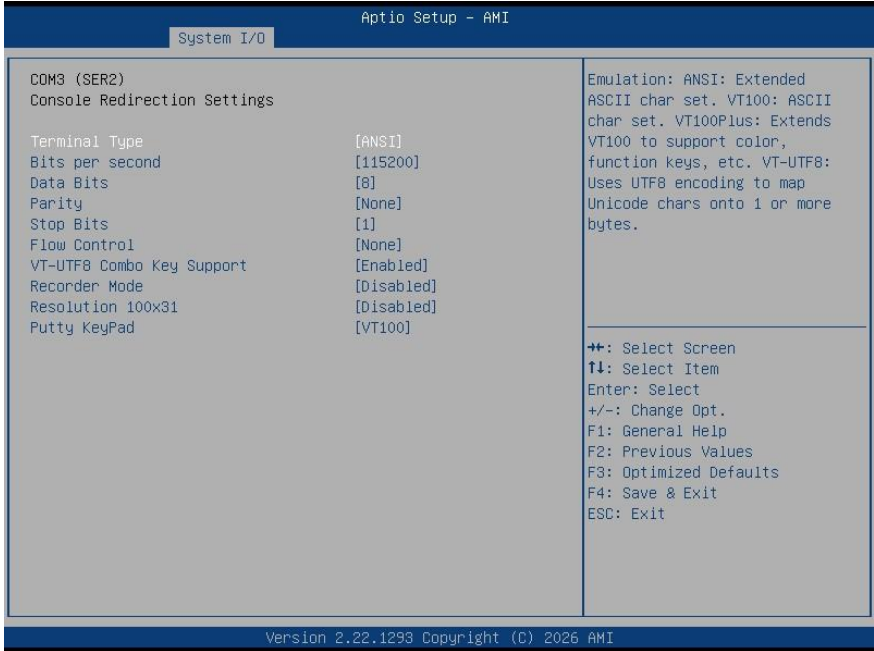 Aptio Setup – AMI
System I/O
COM3 (SER2)
Console Redirection Settings
Terminal Type [ANSI]
Bits per second [115200]
Data Bits [8]
Parity [None]
Stop Bits [1]
Flow Control [None]
VT-UTF8 Combo Key Support [Enabled]
Recorder Mode [Disabled]
Resolution 100x31 [Disabled]
Putty KeyPad [VT100]
Emulation: ANSI: Extended
ASCII char set. VT100: ASCII
char set. VT100Plus: Extends
VT100 to support color,
function keys, etc. VT-UTF8:
Uses UTF8 encoding to map
Unicode chars onto 1 or more
bytes.
→←: Select Screen
↑↓: Select Item
Enter: Select
+/-: Change Opt.
F1: General Help
F2: Previous Values
F3: Optimized Defaults
F4: Save & Exit
ESC: Exit
Version 2.22.1293 Copyright (C) 2026 AMI